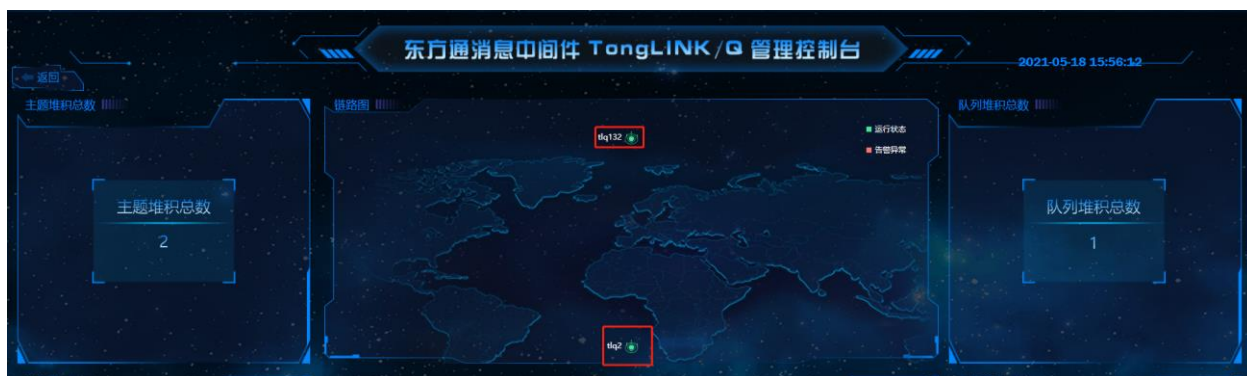 东方通消息中间件 TongLINK/Q 管理控制台
2021-05-18 15:56:12
返回
主题堆积总数
链路图
队列堆积总数
运行状态
告警异常
tlq132
主题堆积总数
2
队列堆积总数
1
tlq2